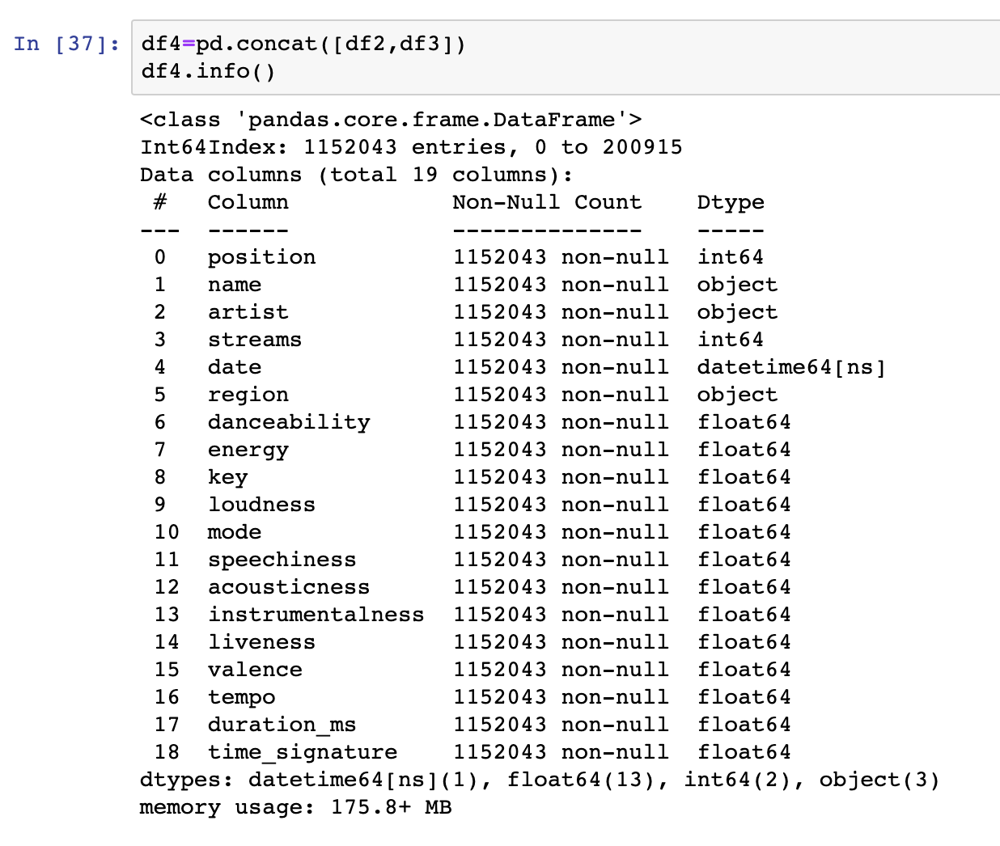 In [37]: df4=pd.concat([df2,df3])
df4.info()
<class 'pandas.core.frame.DataFrame'>
Int64Index: 1152043 entries, 0 to 200915
Data columns (total 19 columns):
 #   Column            Non-Null Count    Dtype
---  ------            --------------    -----
 0   position          1152043 non-null  int64
 1   name              1152043 non-null  object
 2   artist            1152043 non-null  object
 3   streams           1152043 non-null  int64
 4   date              1152043 non-null  datetime64[ns]
 5   region            1152043 non-null  object
 6   danceability      1152043 non-null  float64
 7   energy            1152043 non-null  float64
 8   key               1152043 non-null  float64
 9   loudness          1152043 non-null  float64
 10  mode              1152043 non-null  float64
 11  speechiness       1152043 non-null  float64
 12  acousticness      1152043 non-null  float64
 13  instrumentalness  1152043 non-null  float64
 14  liveness          1152043 non-null  float64
 15  valence           1152043 non-null  float64
 16  tempo             1152043 non-null  float64
 17  duration_ms       1152043 non-null  float64
 18  time_signature    1152043 non-null  float64
dtypes: datetime64[ns](1), float64(13), int64(2), object(3)
memory usage: 175.8+ MB